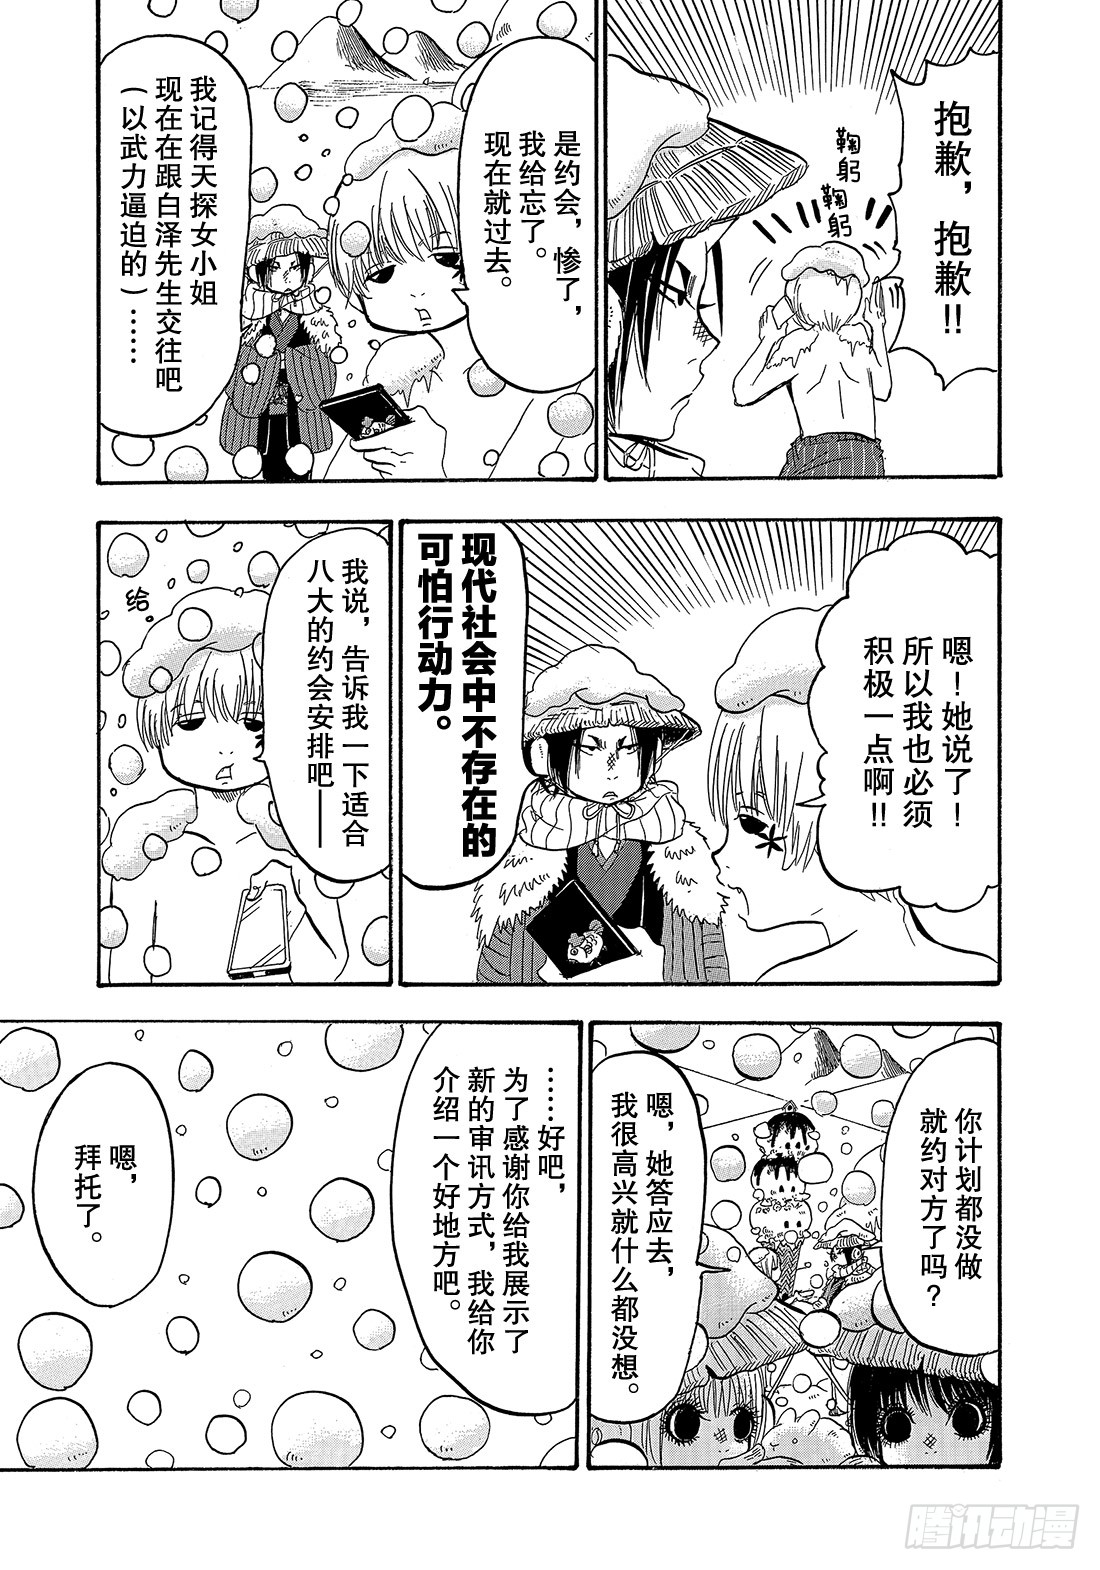 抱歉，抱歉！！
鞠躬
鞠躬
是约会，惨了，
我给忘了。
现在就过去。
我记得天探女小姐
现在在跟白泽先生交往吧
（以武力逼迫的）……
嗯！她说了！
所以我也必须
积极一点啊！！
现代社会中不存在的
可怕行动力。
我说，告诉我一下适合
八大的约会安排吧——
给
你计划都没做
就约对方了吗？
嗯，她答应去，
我很高兴就什么都没想。
……好吧，
为了感谢你给我展示了
新的审讯方式，我给你
介绍一个好地方吧。
嗯，
拜托了。
腾讯动漫